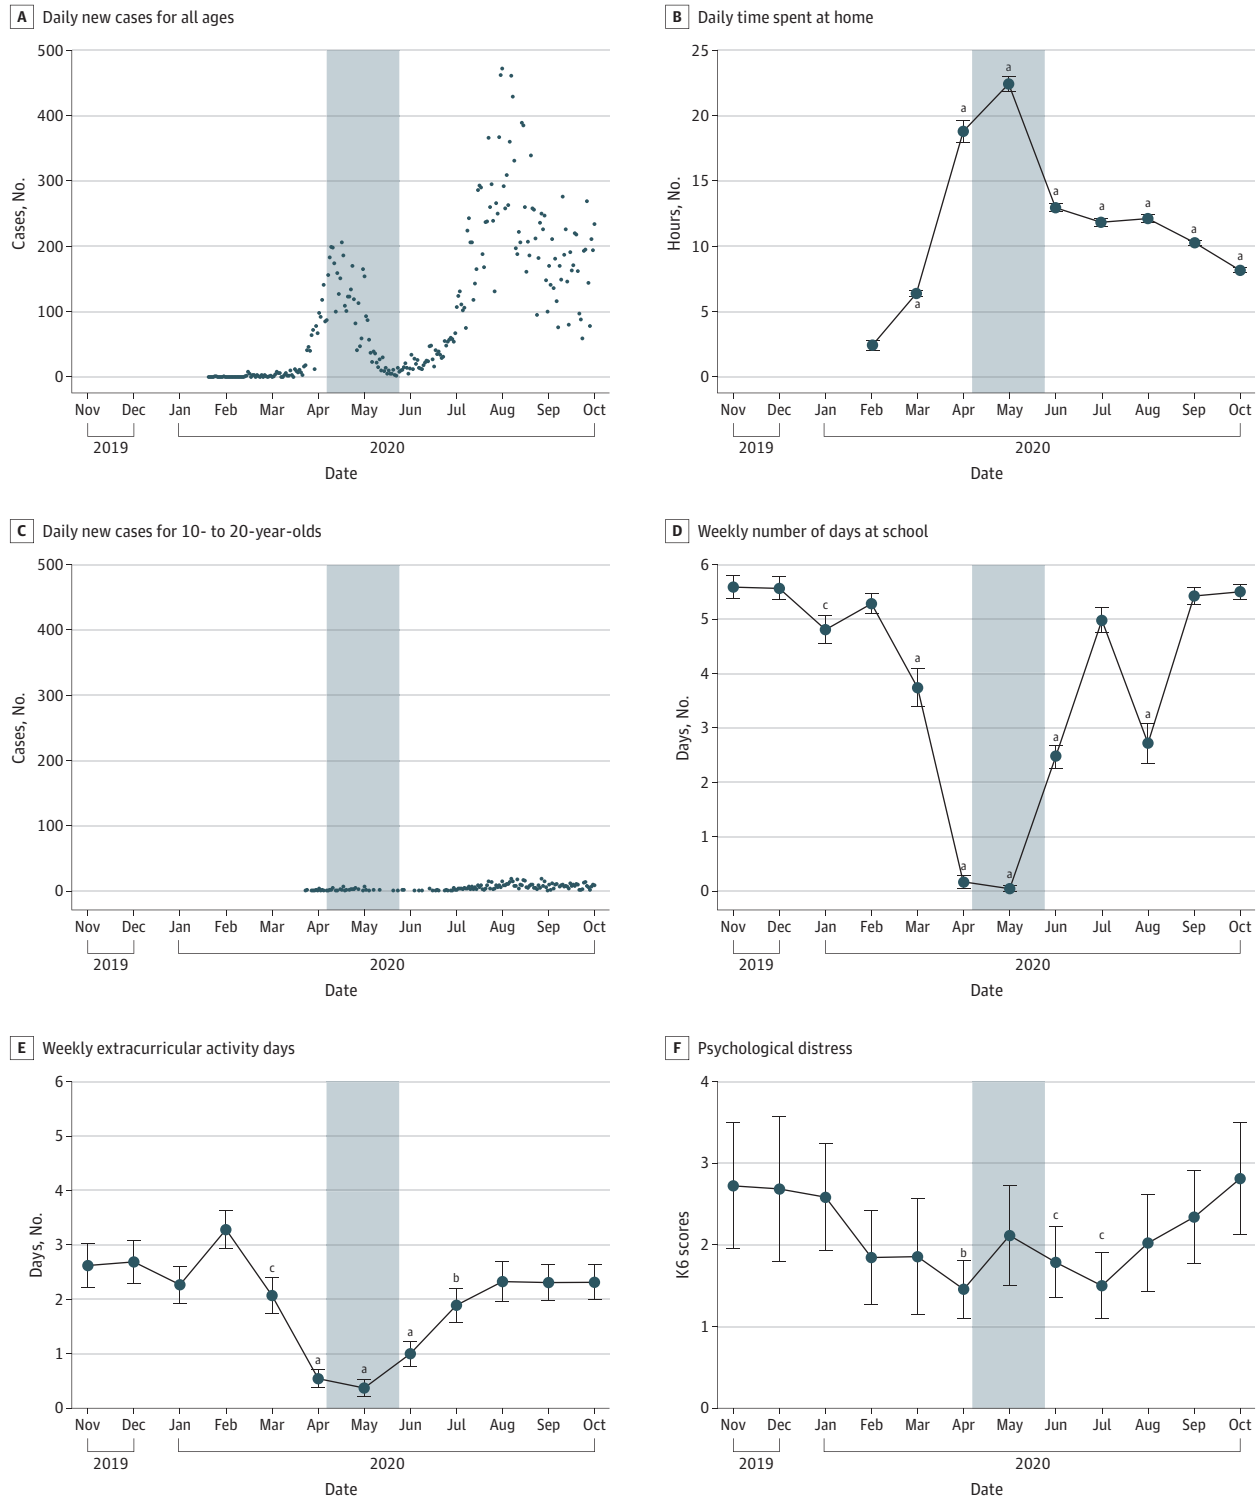 A Daily new cases for all ages
500
400
300
200
100
0
Cases, No.
Nov Dec Jan Feb Mar Apr May Jun Jul Aug Sep Oct
2019 2020
Date
B Daily time spent at home
25
20
15
10
5
0
Hours, No.
a
a
a
a
a
a
a
a
Nov Dec Jan Feb Mar Apr May Jun Jul Aug Sep Oct
2019 2020
Date
C Daily new cases for 10- to 20-year-olds
500
400
300
200
100
0
Cases, No.
Nov Dec Jan Feb Mar Apr May Jun Jul Aug Sep Oct
2019 2020
Date
D Weekly number of days at school
6
5
4
3
2
1
0
Days, No.
c
a
a
a
a
a
Nov Dec Jan Feb Mar Apr May Jun Jul Aug Sep Oct
2019 2020
Date
E Weekly extracurricular activity days
6
5
4
3
2
1
0
Days, No.
c
a
a
a
b
Nov Dec Jan Feb Mar Apr May Jun Jul Aug Sep Oct
2019 2020
Date
F Psychological distress
4
3
2
1
0
K6 scores
b
c
c
Nov Dec Jan Feb Mar Apr May Jun Jul Aug Sep Oct
2019 2020
Date